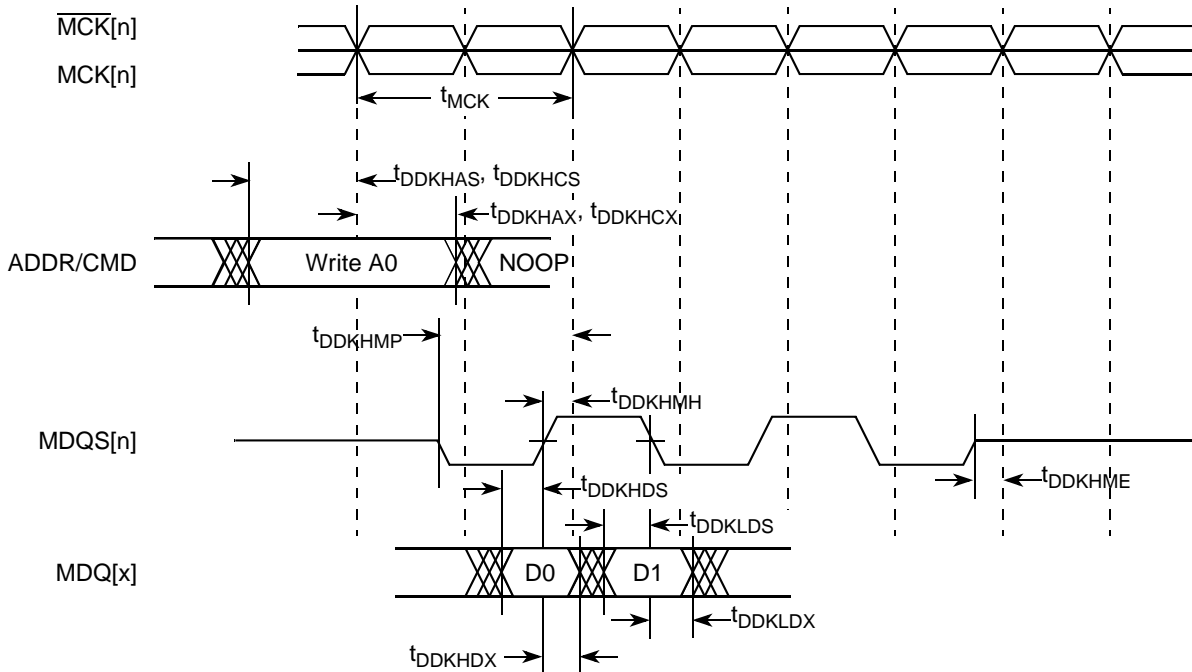 MCK[n]
MCK[n]
tMCK
tDDKHAS, tDDKHCS
tDDKHAX, tDDKHCX
ADDR/CMD
Write A0
NOOP
tDDKHMP
tDDKHMH
MDQS[n]
tDDKHME
tDDKHDS
tDDKLDS
MDQ[x]
D0
D1
tDDKLDX
tDDKHDX